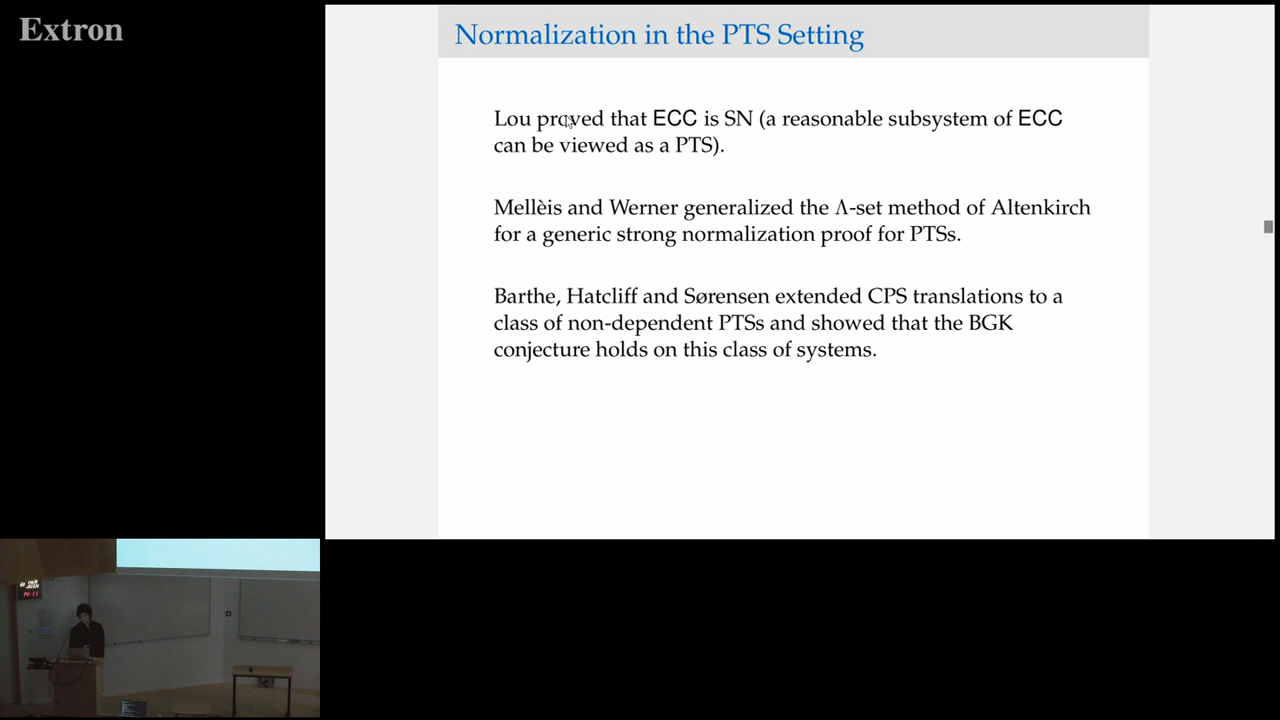 Extron
Normalization in the PTS Setting
Lou proved that ECC is SN (a reasonable subsystem of ECC
can be viewed as a PTS).
Mellèis and Werner generalized the Λ-set method of Altenkirch
for a generic strong normalization proof for PTSs.
Barthe, Hatcliff and Sørensen extended CPS translations to a
class of non-dependent PTSs and showed that the BGK
conjecture holds on this class of systems.